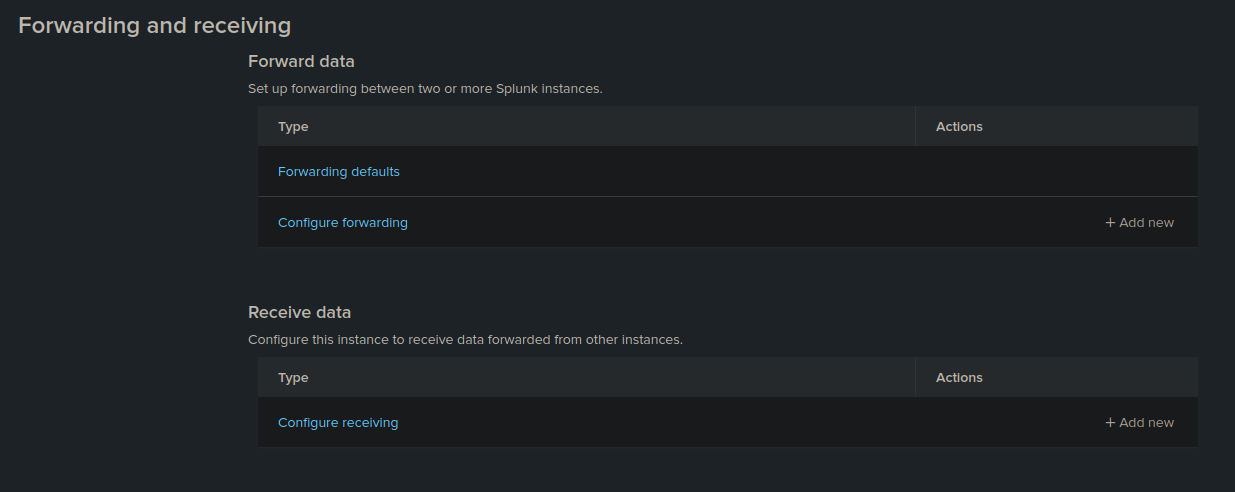 Forwarding and receiving
Forward data
Set up forwarding between two or more Splunk instances.
Type Actions
Forwarding defaults
Configure forwarding + Add new
Receive data
Configure this instance to receive data forwarded from other instances.
Type Actions
Configure receiving + Add new